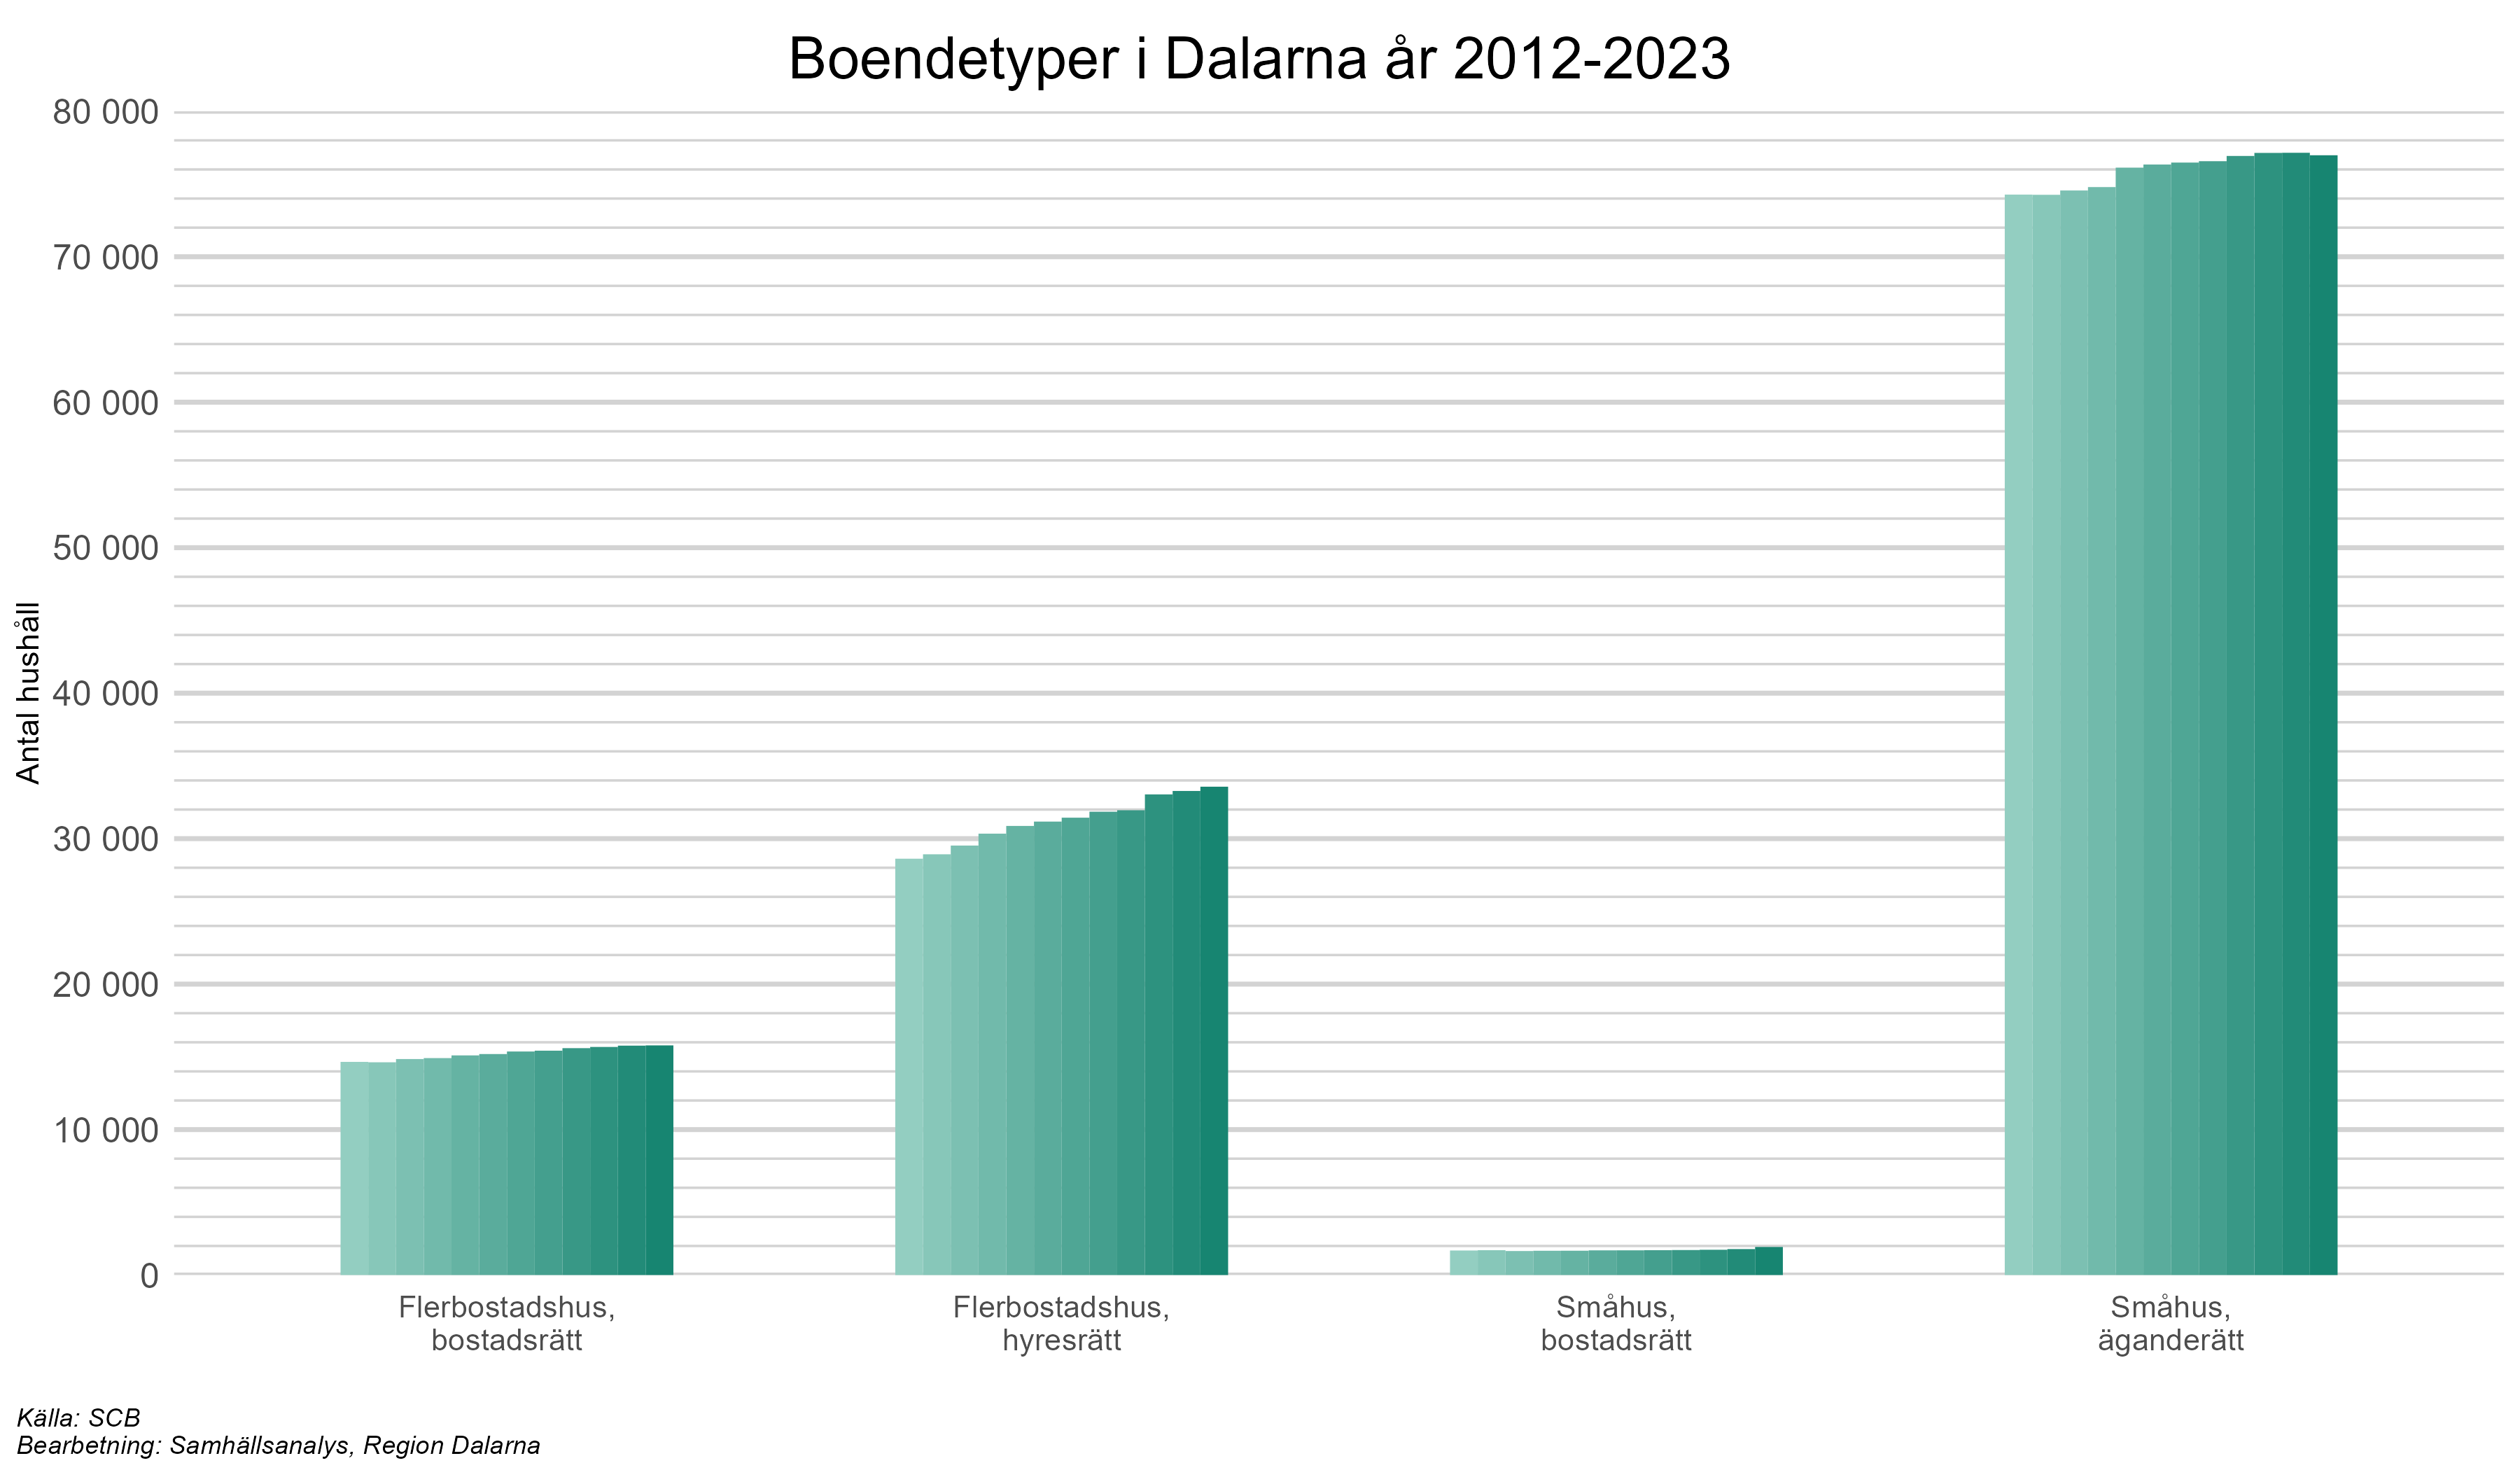 Boendetyper i Dalarna år 2012-2023
80 000
70 000
60 000
50 000
40 000
30 000
20 000
10 000
0
Antal hushåll
Flerbostadshus,
bostadsrätt
Flerbostadshus,
hyresrätt
Småhus,
bostadsrätt
Småhus,
äganderätt
Källa: SCB
Bearbetning: Samhällsanalys, Region Dalarna